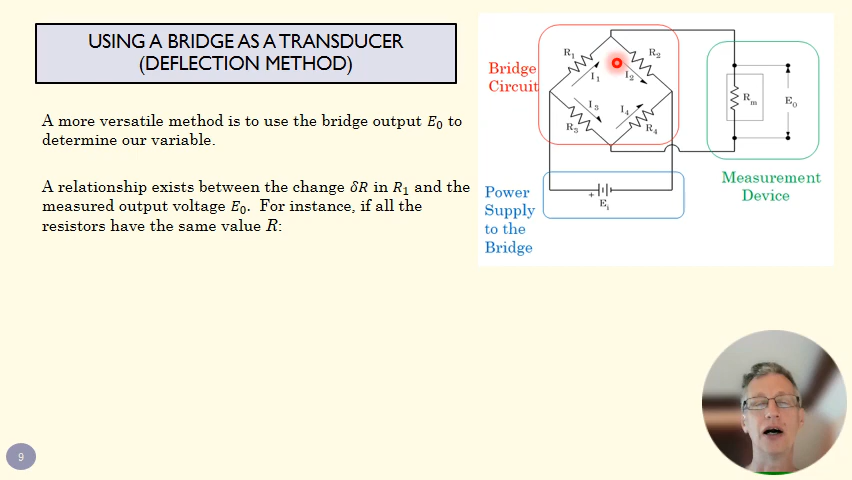 USING A BRIDGE AS A TRANSDUCER
(DEFLECTION METHOD)
A more versatile method is to use the bridge output E₀ to
determine our variable.
A relationship exists between the change δR in R₁ and the
measured output voltage E₀. For instance, if all the
resistors have the same value R:
Bridge
Circuit
R₁
R₂
I₁
I₂
I₃
I₄
R₃
R₄
Rₘ
E₀
Measurement
Device
Power
Supply
to the
Bridge
+
Eᵢ
9